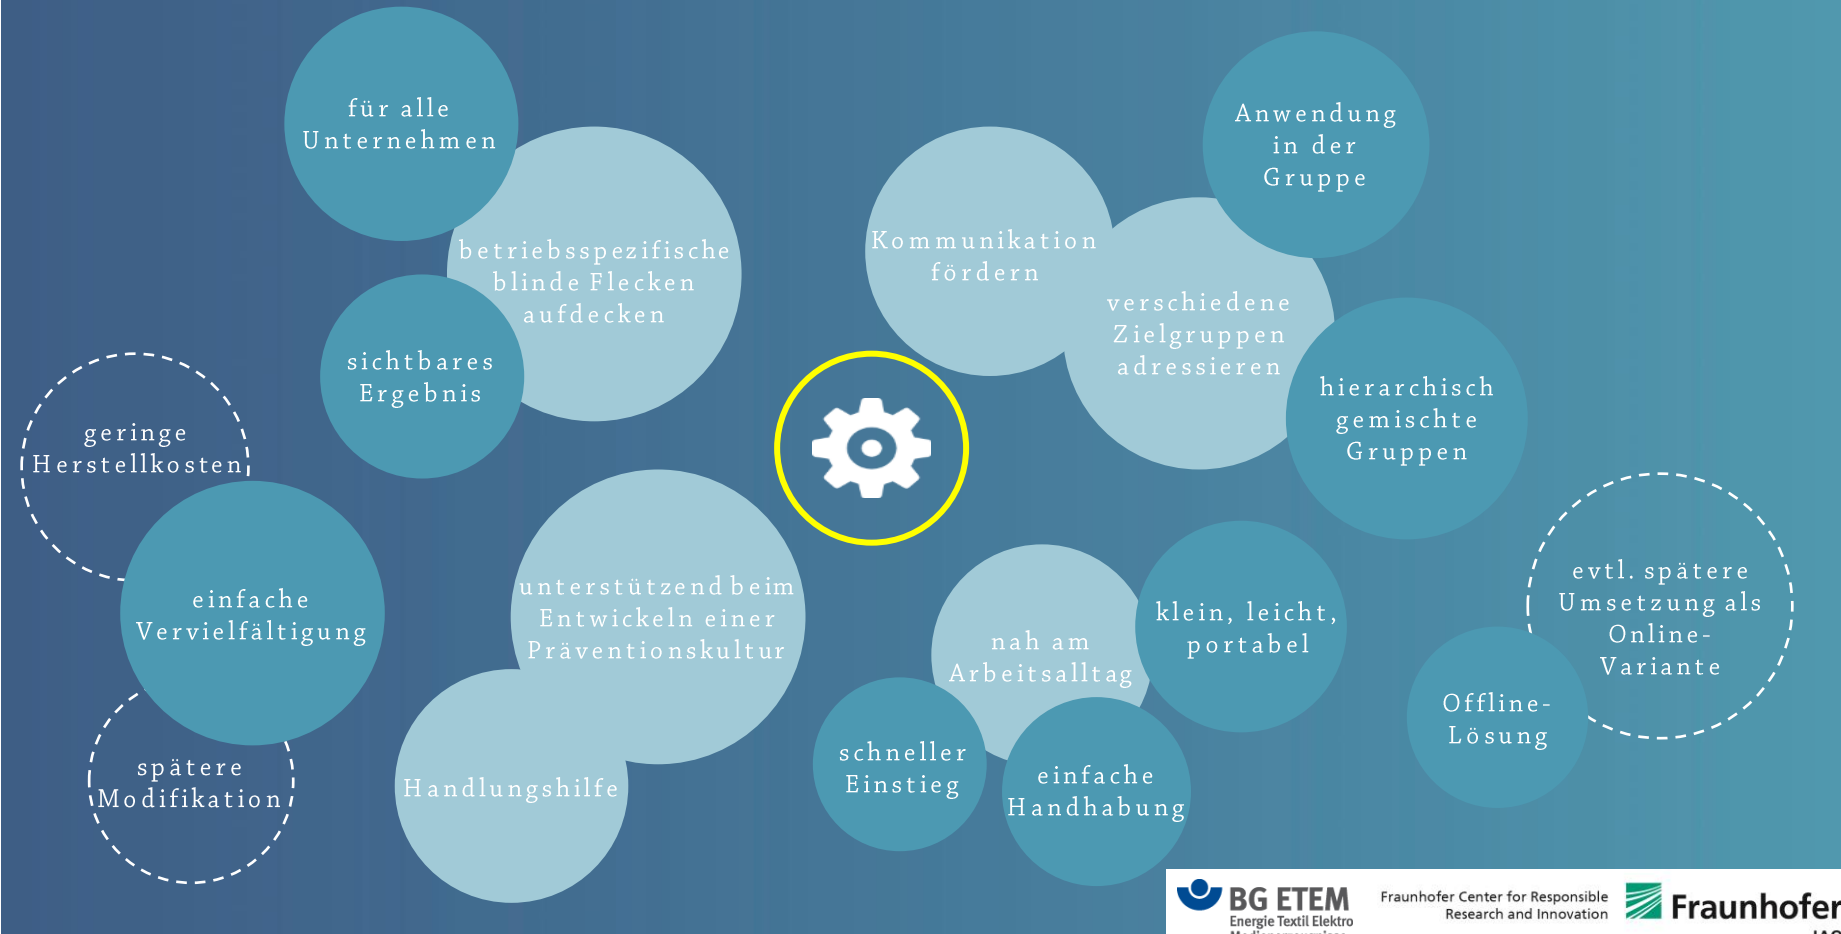 für alle
Unternehmen
betriebsspezifische
blinde Flecken
aufdecken
sichtbares
Ergebnis
Kommunikation
fördern
Anwendung
in der
Gruppe
verschiedene
Zielgruppen
adressieren
hierarchisch
gemischte
Gruppen
geringe
Herstellkosten
einfache
Vervielfältigung
spätere
Modifikation
unterstützend beim
Entwickeln einer
Präventionskultur
Handlungshilfe
nah am
Arbeitsalltag
klein, leicht,
portabel
schneller
Einstieg
einfache
Handhabung
evtl. spätere
Umsetzung als
Online-
Variante
Offline-
Lösung
BG ETEM
Energie Textil Elektro
Fraunhofer Center for Responsible
Research and Innovation
Fraunhofer